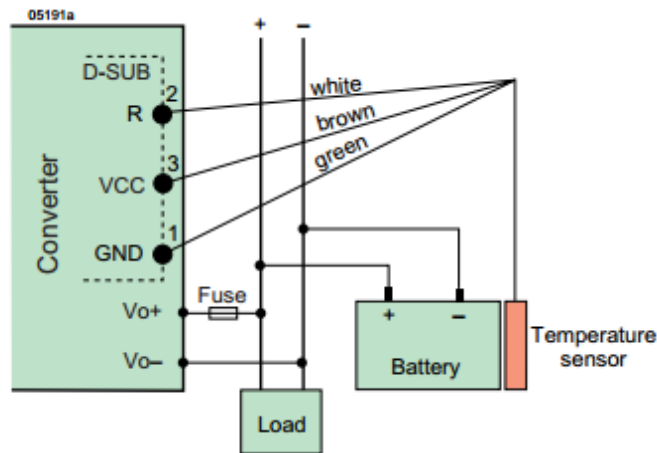 05191a
+ –
D-SUB
2
R
white
3
VCC
brown
1
GND
green
Converter
Vo+
Fuse
Vo–
+ –
Battery
Temperature
sensor
Load